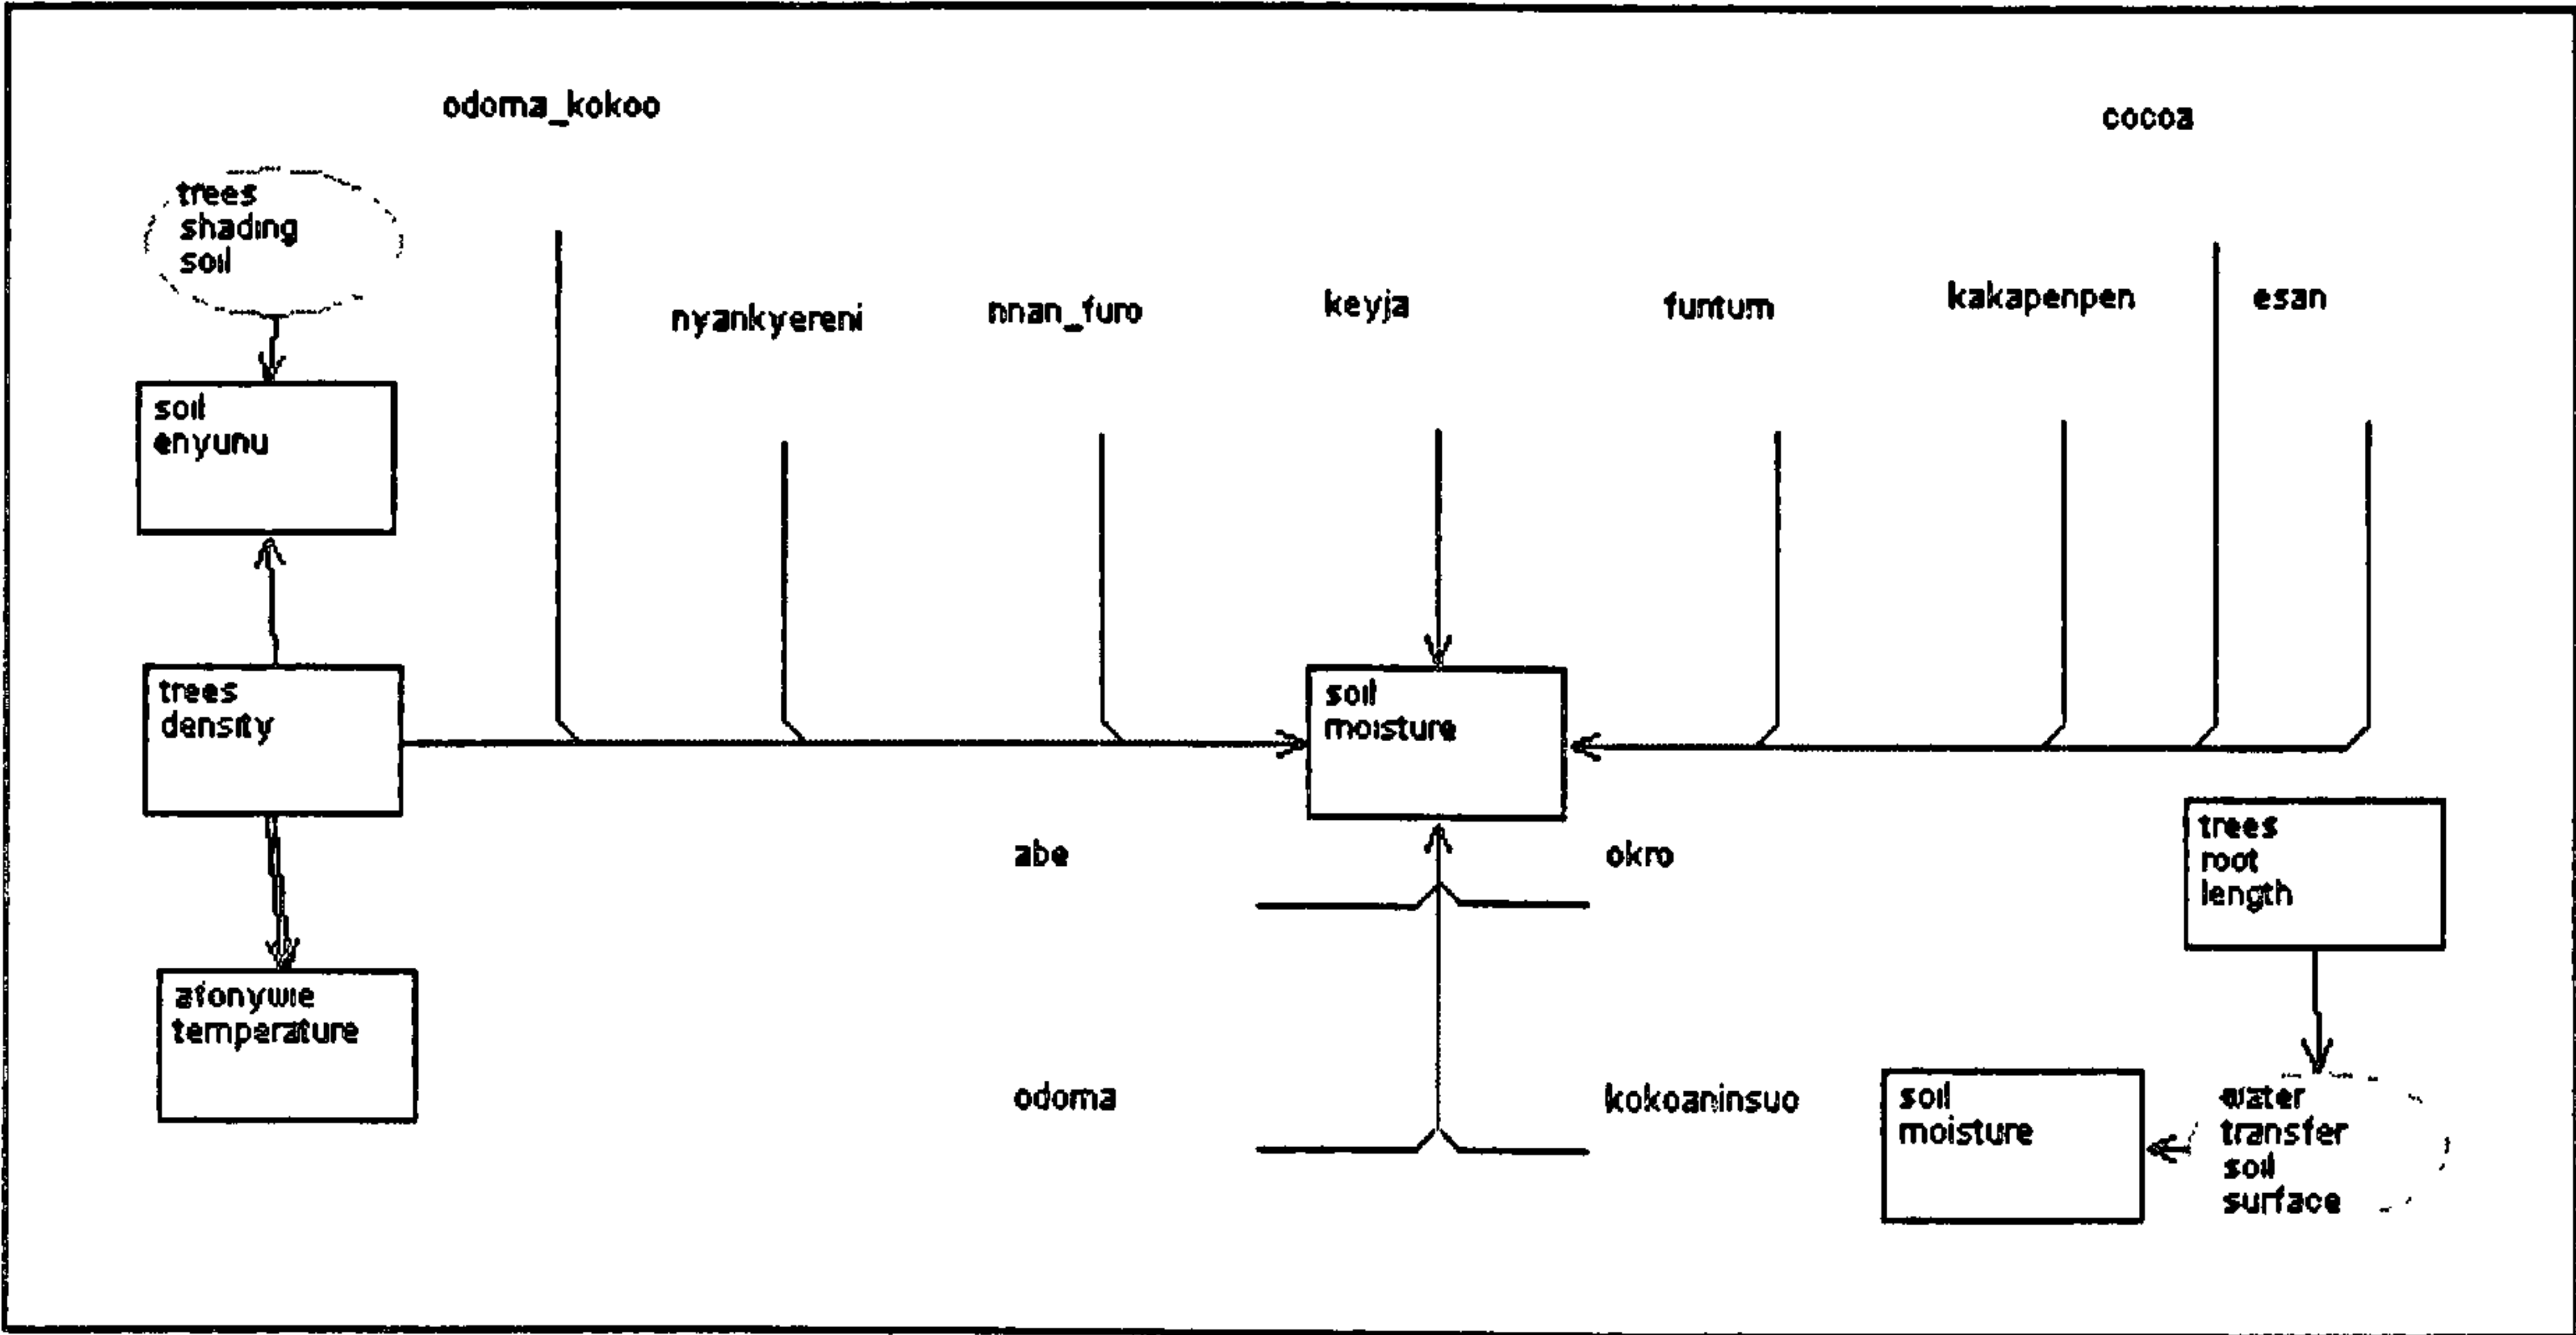 odoma_kokoo
cocoa
trees
shading
soil
nyankyereni
nnan_furo
keyja
funtum
kakapenpen
esan
soil
enyunu
trees
density
soil
moisture
abe
okro
trees
root
length
afonywie
temperature
odoma
kokoaninsuo
soil
moisture
water
transfer
soil
surface